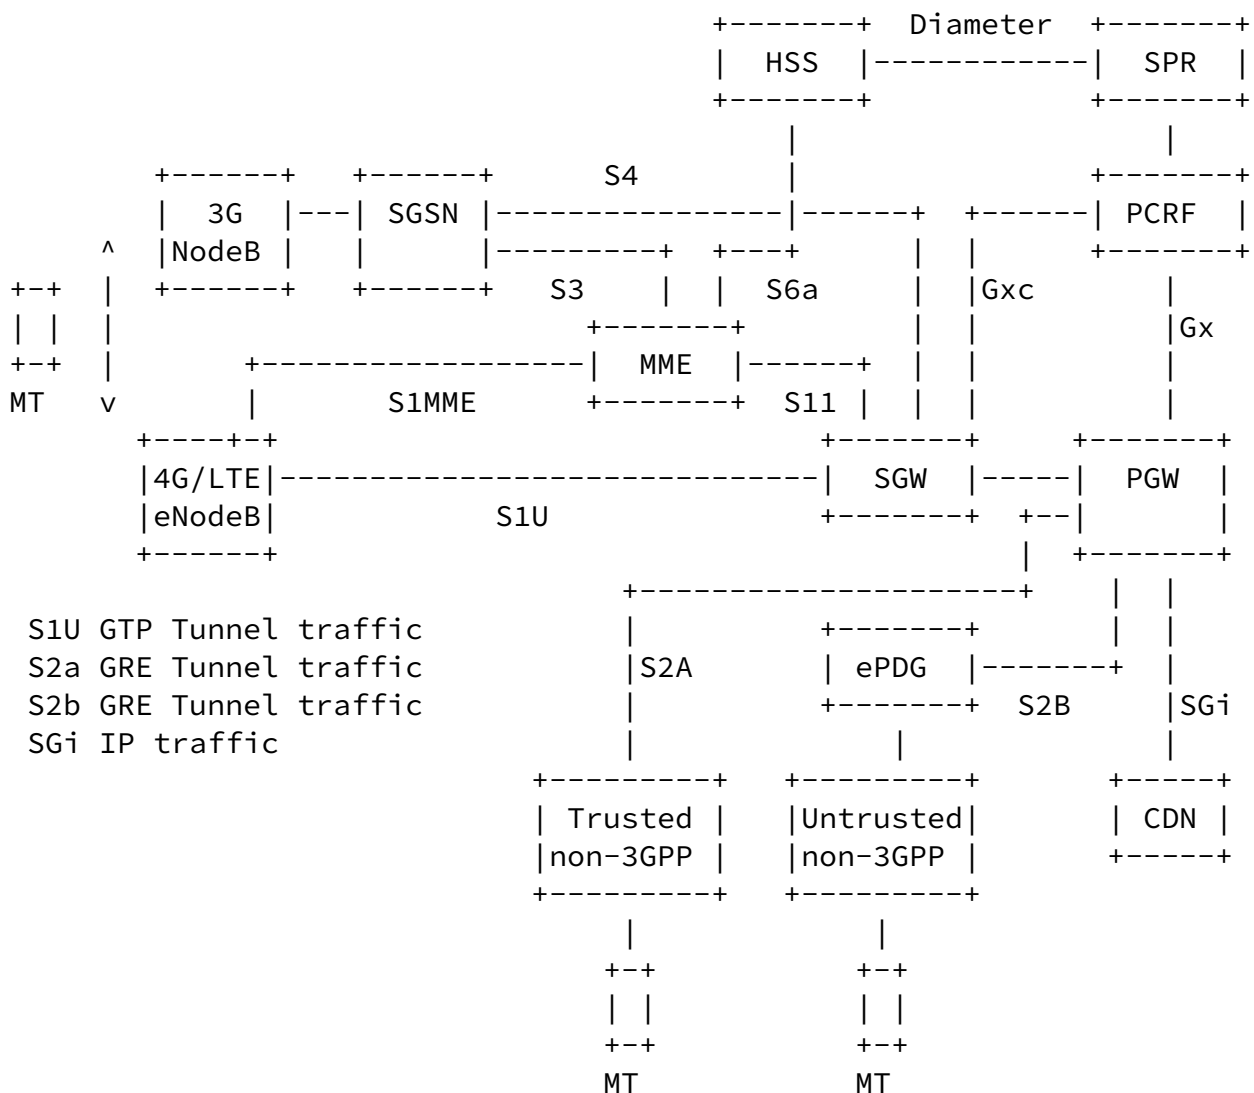 Diameter
HSS SPR
S4
3G SGSN PCRF
NodeB
S3 S6a Gxc
Gx
MME
MT S1MME S11
4G/LTE SGW PGW
eNodeB S1U
S1U GTP Tunnel traffic
S2a GRE Tunnel traffic S2A ePDG
S2b GRE Tunnel traffic S2B SGi
SGi IP traffic
Trusted Untrusted CDN
non-3GPP non-3GPP
MT MT